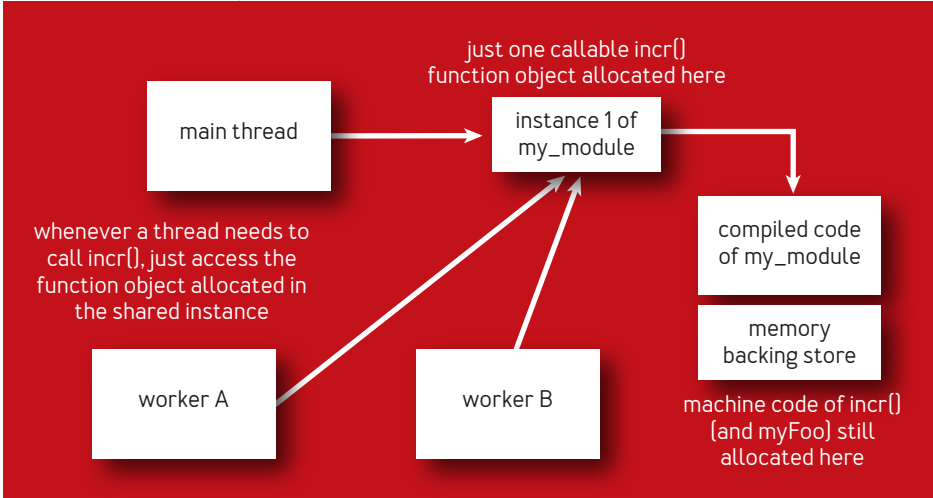 just one callable incr()
function object allocated here
main thread
instance 1 of
my_module
whenever a thread needs to
call incr(), just access the
function object allocated in
the shared instance
compiled code
of my_module
memory
backing store
worker A
worker B
machine code of incr()
(and myFoo) still
allocated here